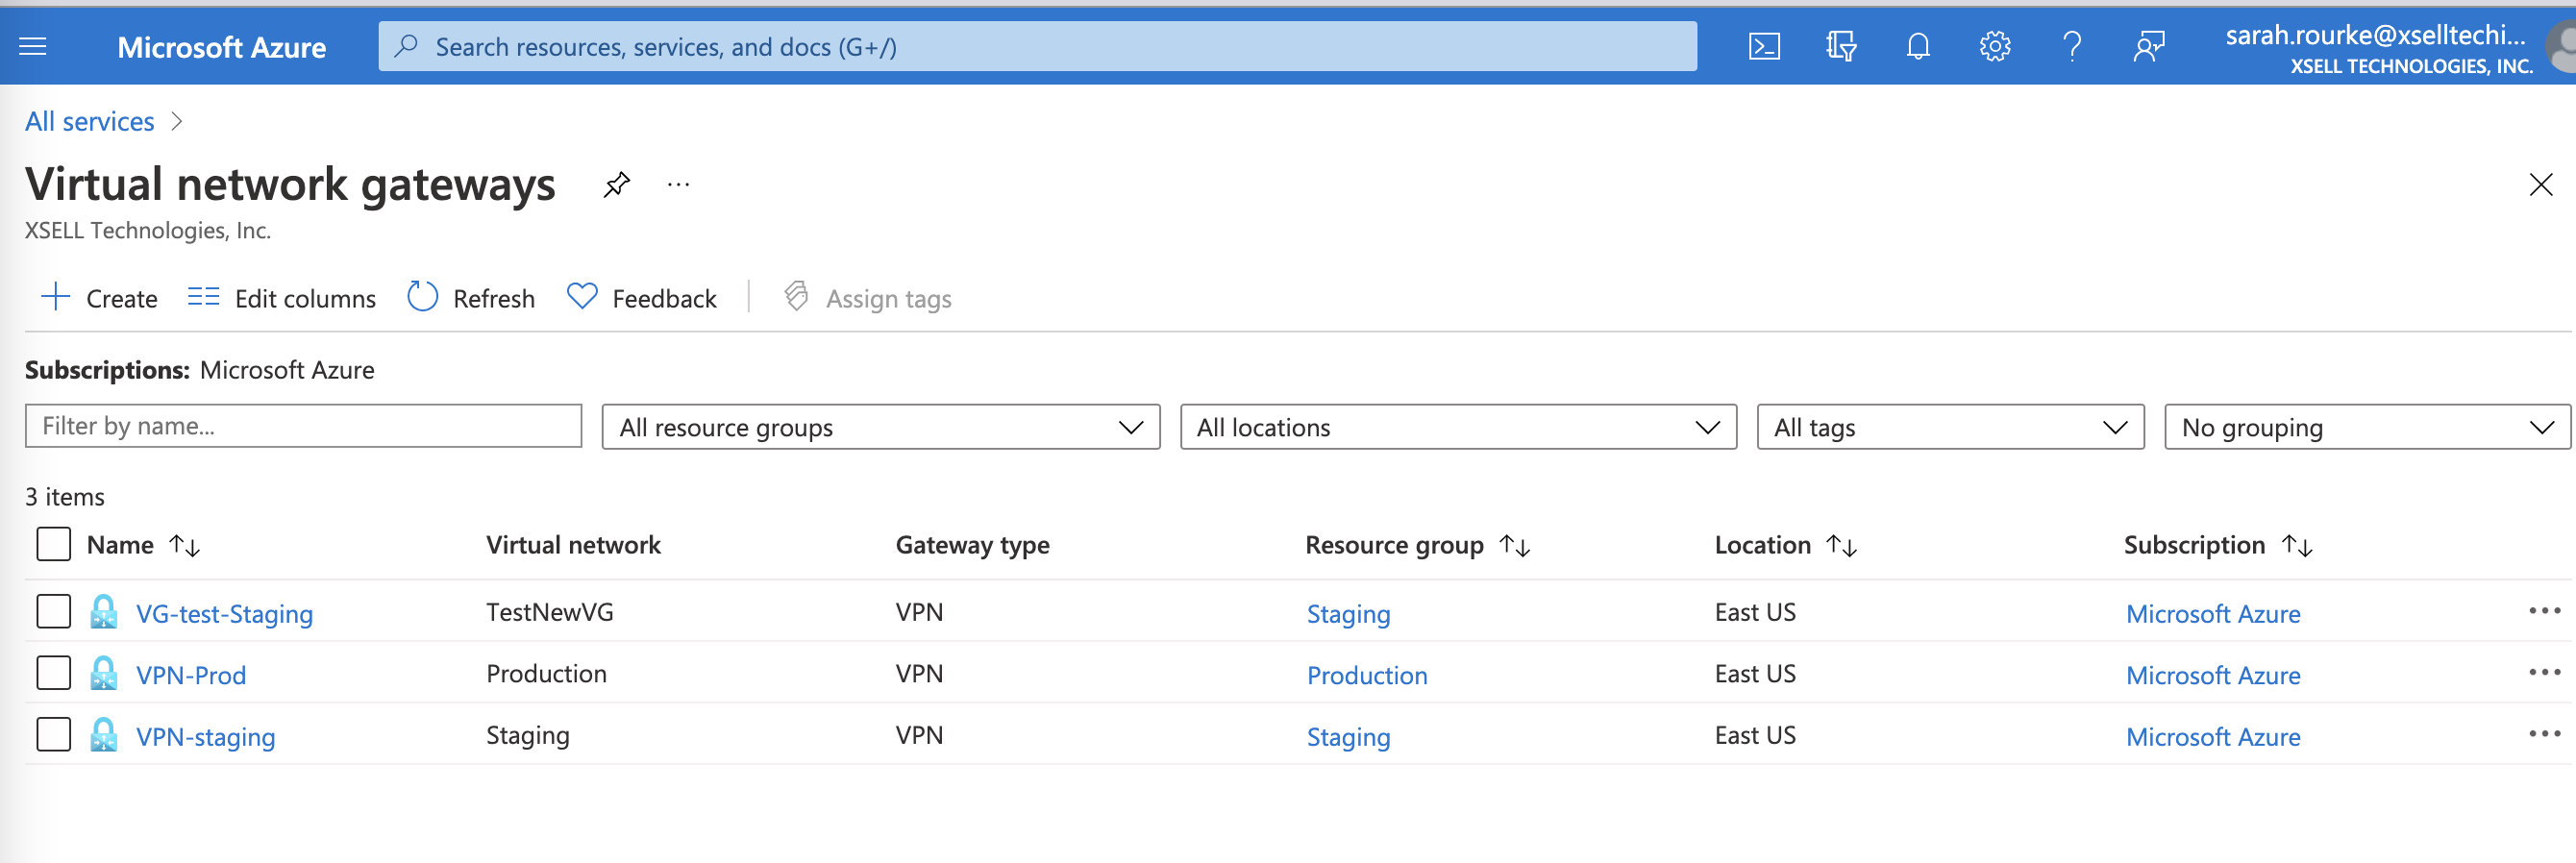 Microsoft Azure
Search resources, services, and docs (G+/)
sarah.rourke@xselltechi...
XSELL TECHNOLOGIES, INC.
All services
Virtual network gateways
XSELL Technologies, Inc.
Create Edit columns Refresh Feedback Assign tags
Subscriptions: Microsoft Azure
Filter by name... All resource groups All locations All tags No grouping
3 items
Name Virtual network Gateway type Resource group Location Subscription
VG-test-Staging TestNewVG VPN Staging East US Microsoft Azure
VPN-Prod Production VPN Production East US Microsoft Azure
VPN-staging Staging VPN Staging East US Microsoft Azure